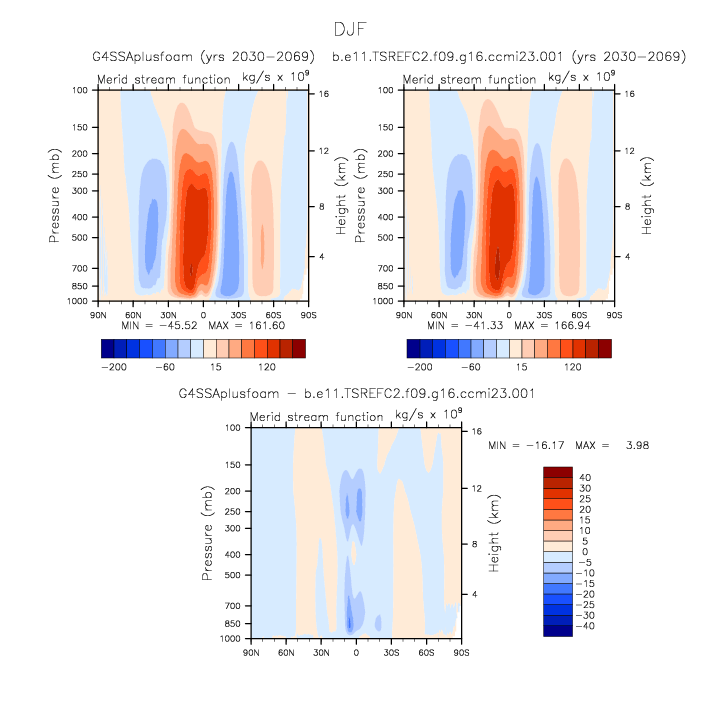 DJF
G4SSAplusfoam (yrs 2030-2069) b.e11.TSREFC2.f09.g16.ccmi23.001 (yrs 2030-2069)
Merid stream function kg/s x 10⁹ Merid stream function kg/s x 10⁹
100 16 100 16
150 150
200 12 200 12
250 250
300 300
400 8 400 8
500 500
700 4 700 4
850 850
1000 1000
Pressure (mb) Height (km) Pressure (mb) Height (km)
90N 60N 30N 0 30S 60S 90S 90N 60N 30N 0 30S 60S 90S
MIN = -45.52 MAX = 161.60 MIN = -41.33 MAX = 166.94
-200 -60 0 15 120 -200 -60 0 15 120
G4SSAplusfoam - b.e11.TSREFC2.f09.g16.ccmi23.001
Merid stream function kg/s x 10⁹
MIN = -16.17 MAX = 3.98
100 16
150
200 12
250
300
400 8
500
700 4
850
1000
Pressure (mb) Height (km)
90N 60N 30N 0 30S 60S 90S
40
30
25
20
15
10
5
0
-5
-10
-15
-20
-25
-30
-40